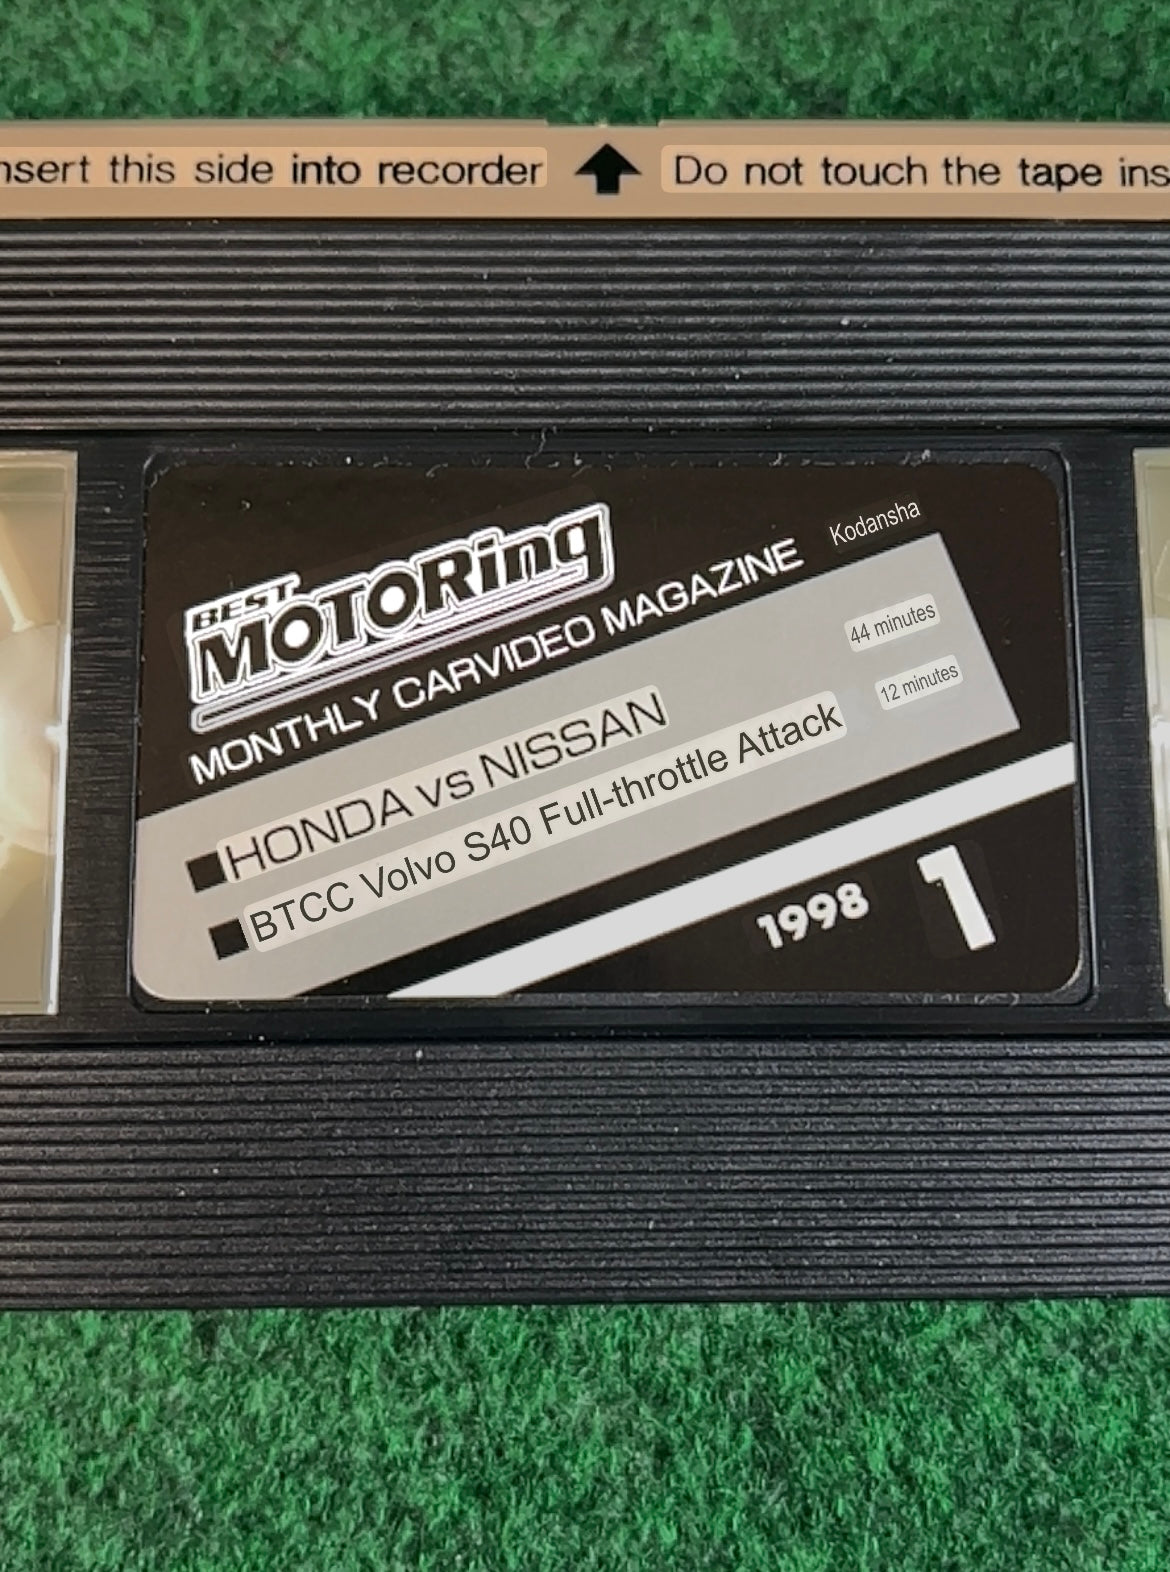 nsert this side into recorder
Do not touch the tape ins
BEST
MOTORing
MONTHLY CARVIDEO MAGAZINE
Kodansha
■HONDA vs NISSAN
44 minutes
■BTCC Volvo S40 Full-throttle Attack
12 minutes
1998 1